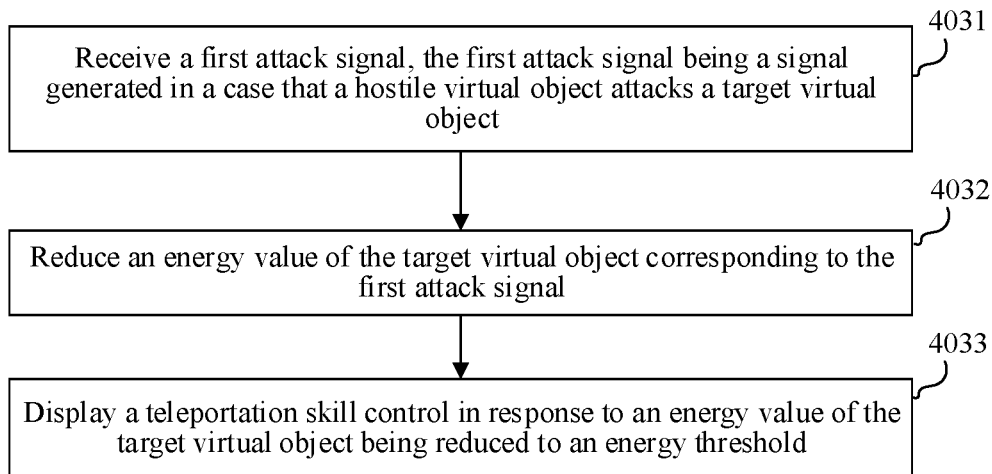 4031
Receive a first attack signal, the first attack signal being a signal
generated in a case that a hostile virtual object attacks a target virtual
object
4032
Reduce an energy value of the target virtual object corresponding to the
first attack signal
4033
Display a teleportation skill control in response to an energy value of the
target virtual object being reduced to an energy threshold